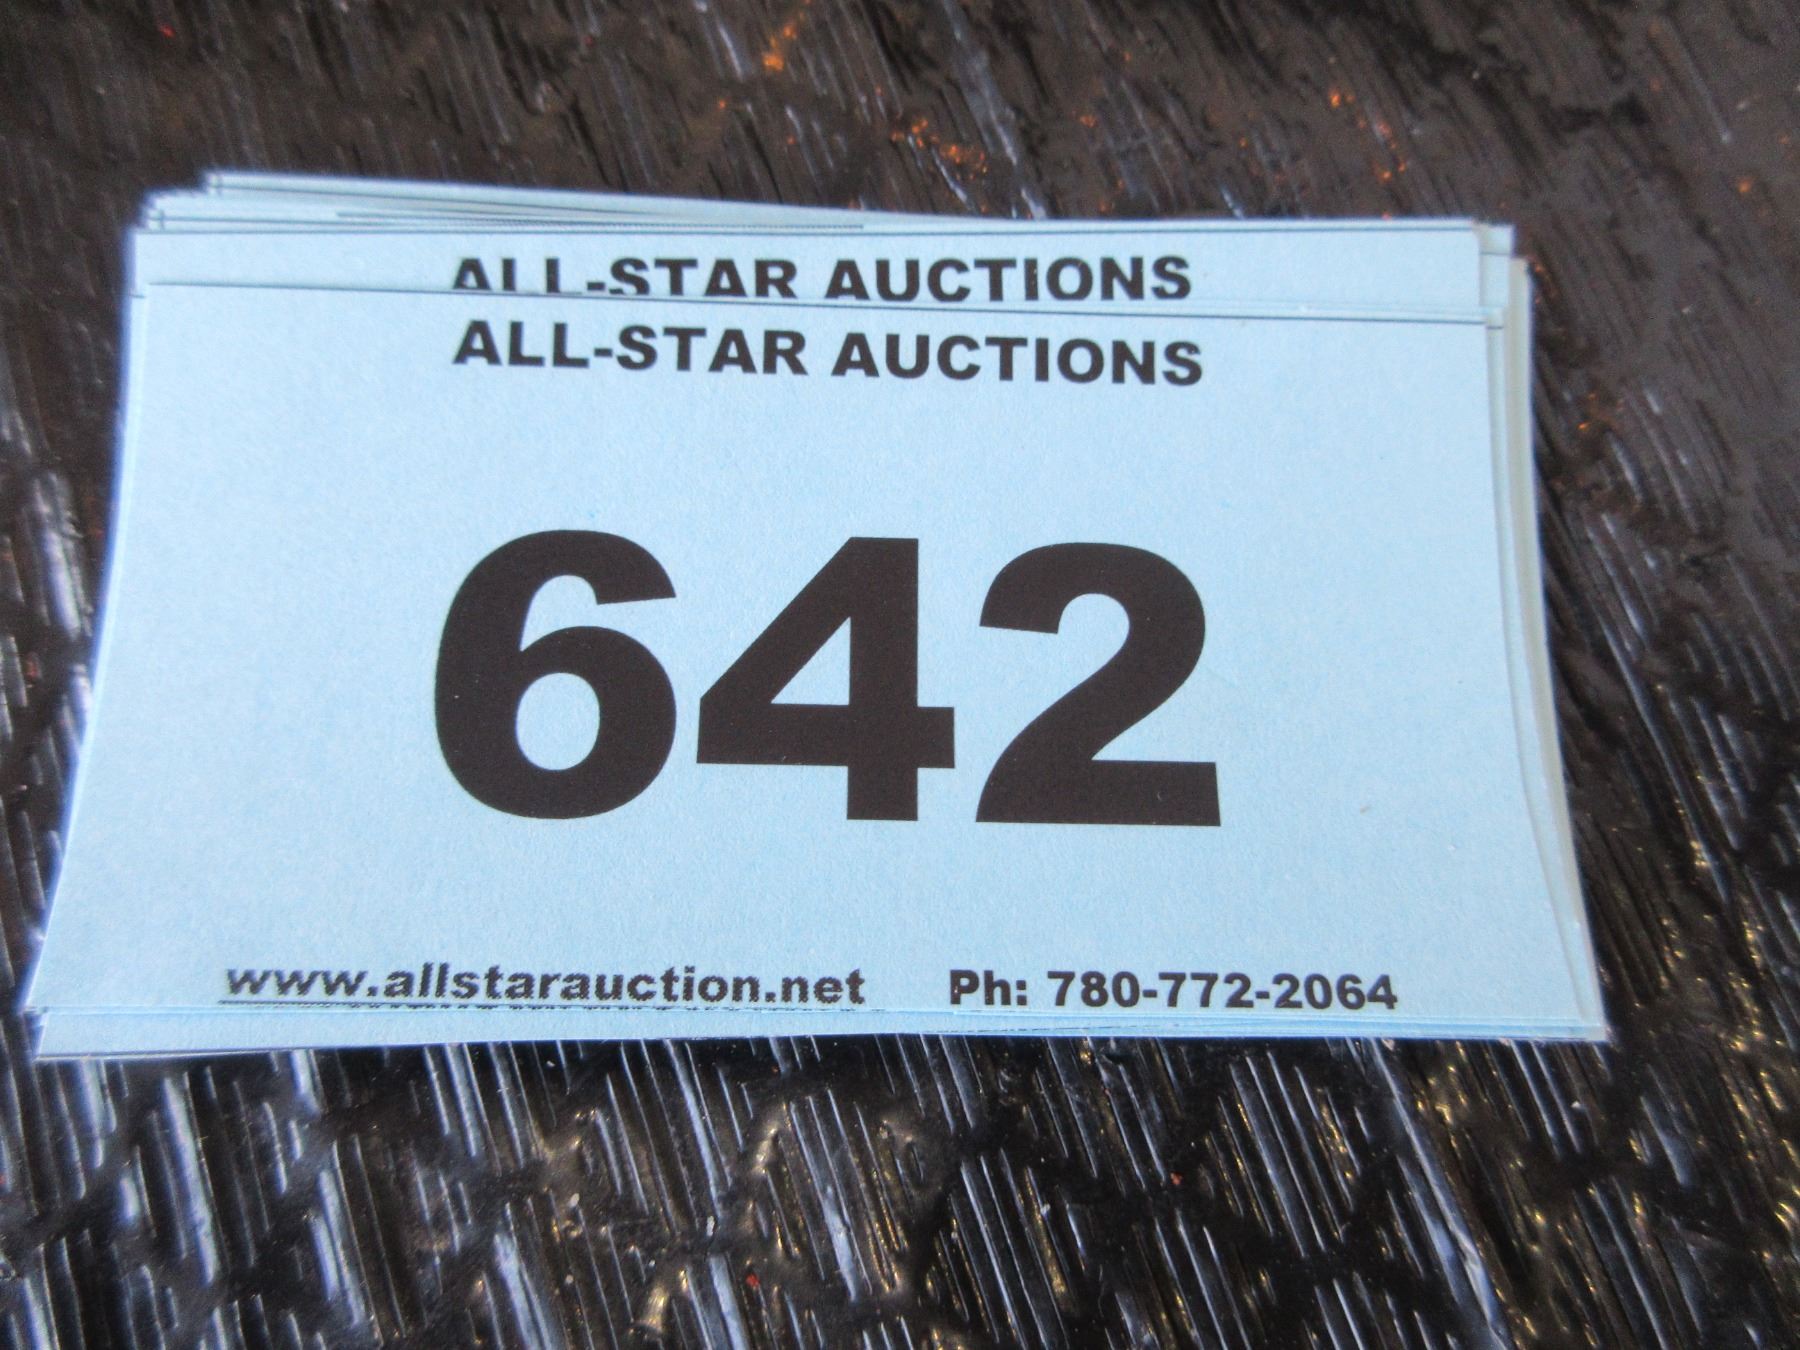 ALL-STAR AUCTIONS
ALL-STAR AUCTIONS
642
www.allstarauction.net Ph: 780-772-2064